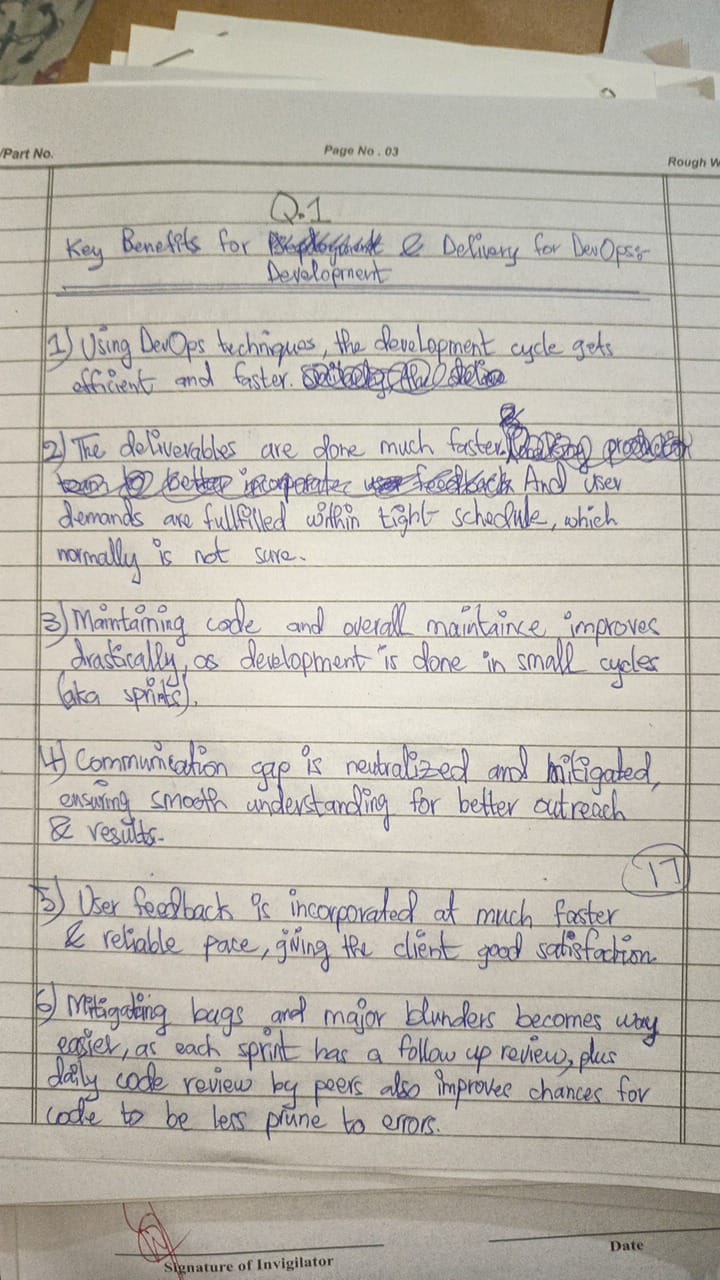 /Part No.
Page No . 03
Rough W
Q.1
Key Benefits for & Delivery for DevOps:-
Development
1) Using DevOps techniques, the development cycle gets
efficient and faster.
2) The deliverables are done much faster.
And user
demands are fullfilled within tight schedule, which
normally is not sure.
3) Maintaining code and overall maintaince improves
drastically, as development is done in small cycles
(aka sprints).
4) Communication gap is neutralized and mitigated,
ensuring smooth understanding for better outreach
& results.
17
5) User feedback is incorporated at much faster
& reliable pace, giving the client good satisfaction
6) Mitigating bags and major blunders becomes way
easier, as each sprint has a follow up review, plus
daily code review by peers also improves chances for
code to be less prune to errors.
Signature of Invigilator
Date